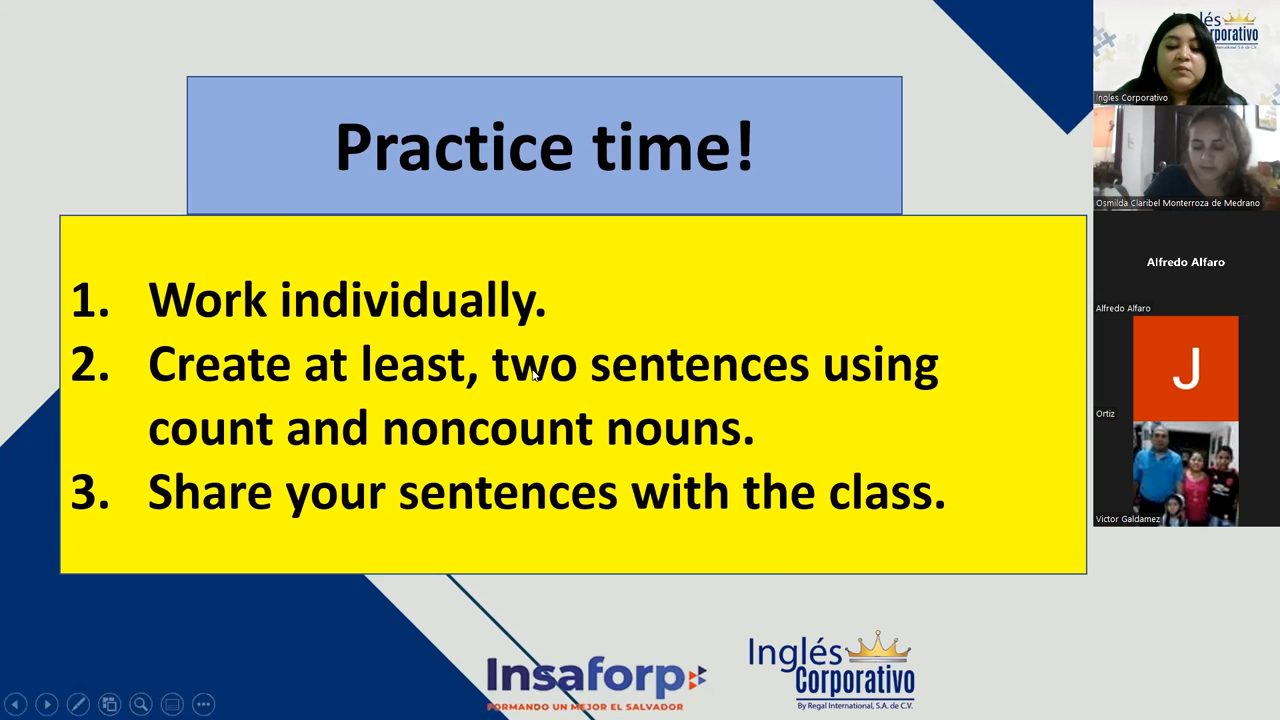 Practice time!
1. Work individually.
2. Create at least, two sentences using
count and noncount nouns.
3. Share your sentences with the class.
Insaforp
FORMANDO UN MEJOR EL SALVADOR
Inglés
Corporativo
By Regal International, S.A. de C.V.
Ingles Corporativo
Osmilda Claribel Monterroza de Medrano
Alfredo Alfaro
Alfredo Alfaro
J
Ortiz
Victor Galdamez